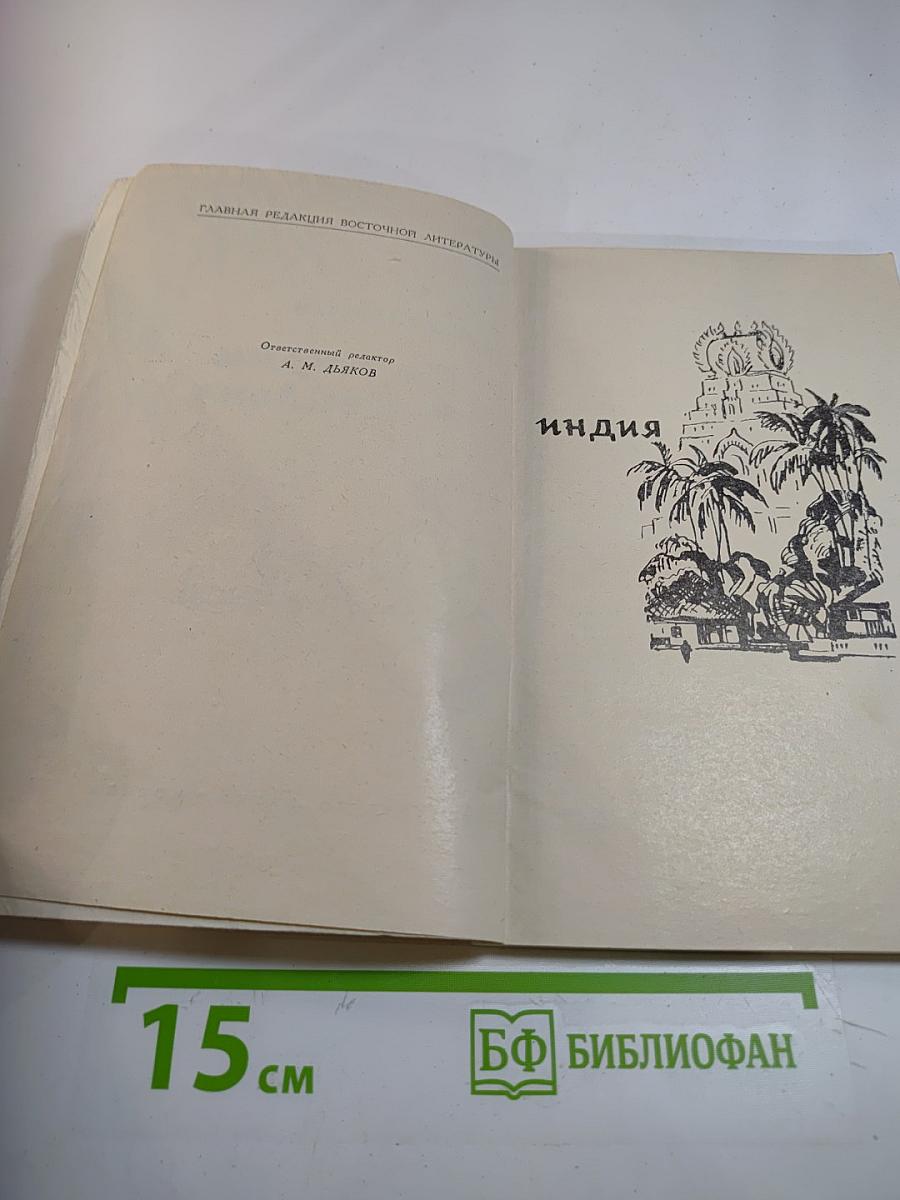 ГЛАВНАЯ РЕДАКЦИЯ ВОСТОЧНОЙ ЛИТЕРАТУРЫ
Ответственный редактор
А. М. ДЬЯКОВ
ИНДИЯ
15 см
БФ БИБЛИОФАН